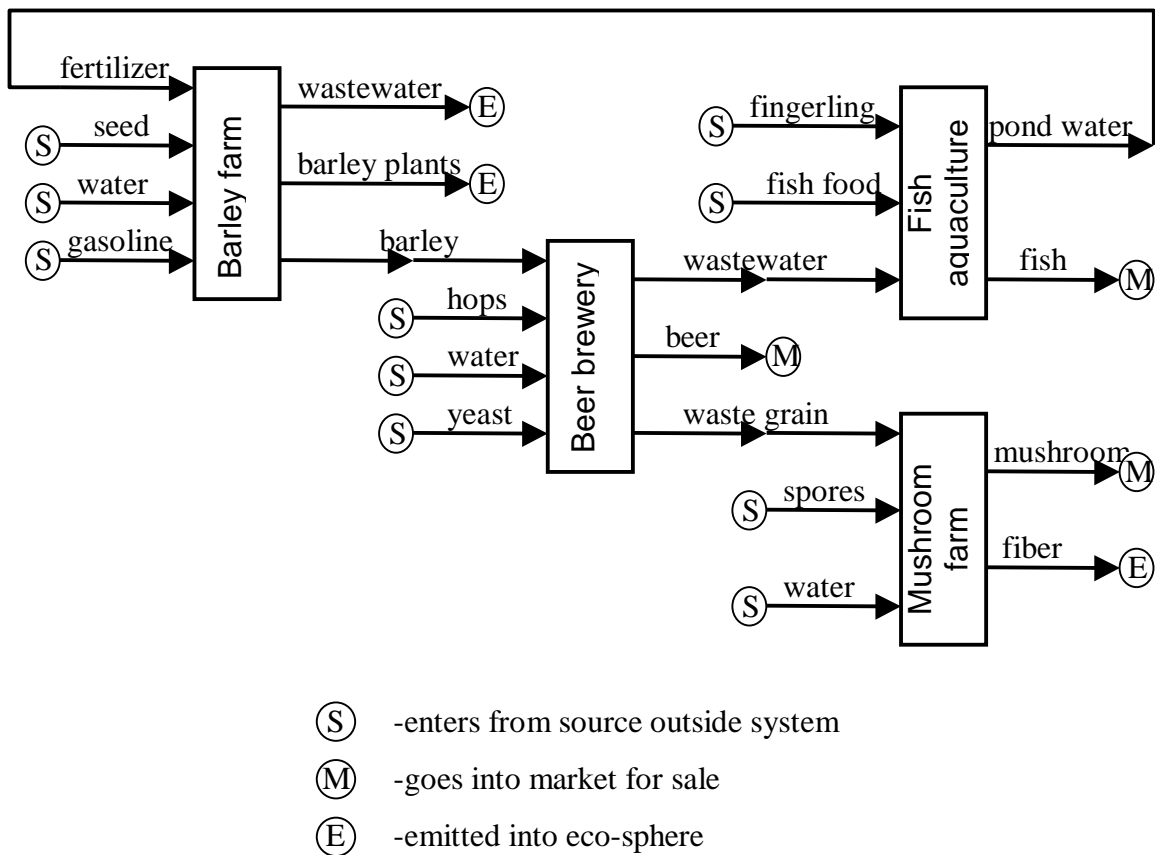 fertilizer
S seed
S water
S gasoline
Barley farm
wastewater E
barley plants E
barley
S hops
S water
S yeast
Beer brewery
wastewater
beer M
waste grain
S fingerling
S fish food
Fish
aquaculture
pond water
fish M
S spores
S water
Mushroom
farm
mushroom M
fiber E
S -enters from source outside system
M -goes into market for sale
E -emitted into eco-sphere